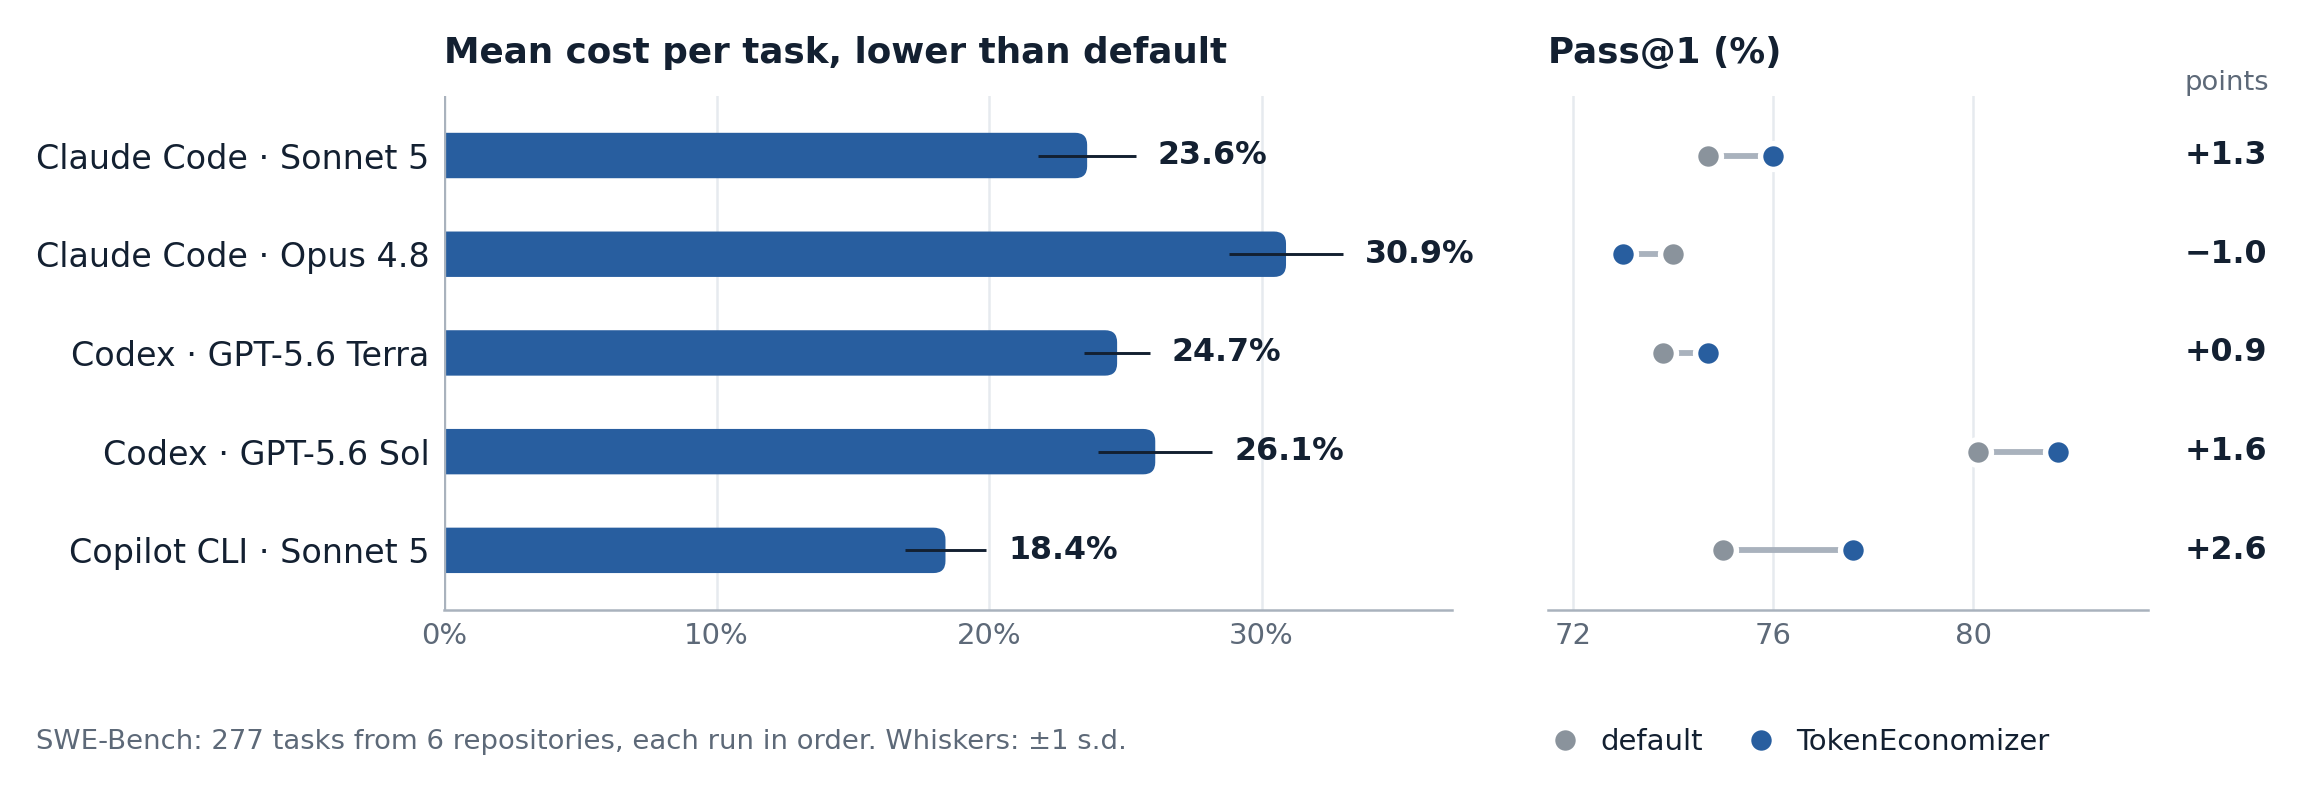 Mean cost per task, lower than default
Claude Code · Sonnet 5
23.6%
Claude Code · Opus 4.8
30.9%
Codex · GPT-5.6 Terra
24.7%
Codex · GPT-5.6 Sol
26.1%
Copilot CLI · Sonnet 5
18.4%
0% 10% 20% 30%
Pass@1 (%)
points
+1.3
−1.0
+0.9
+1.6
+2.6
72 76 80
SWE-Bench: 277 tasks from 6 repositories, each run in order. Whiskers: ±1 s.d.
default TokenEconomizer